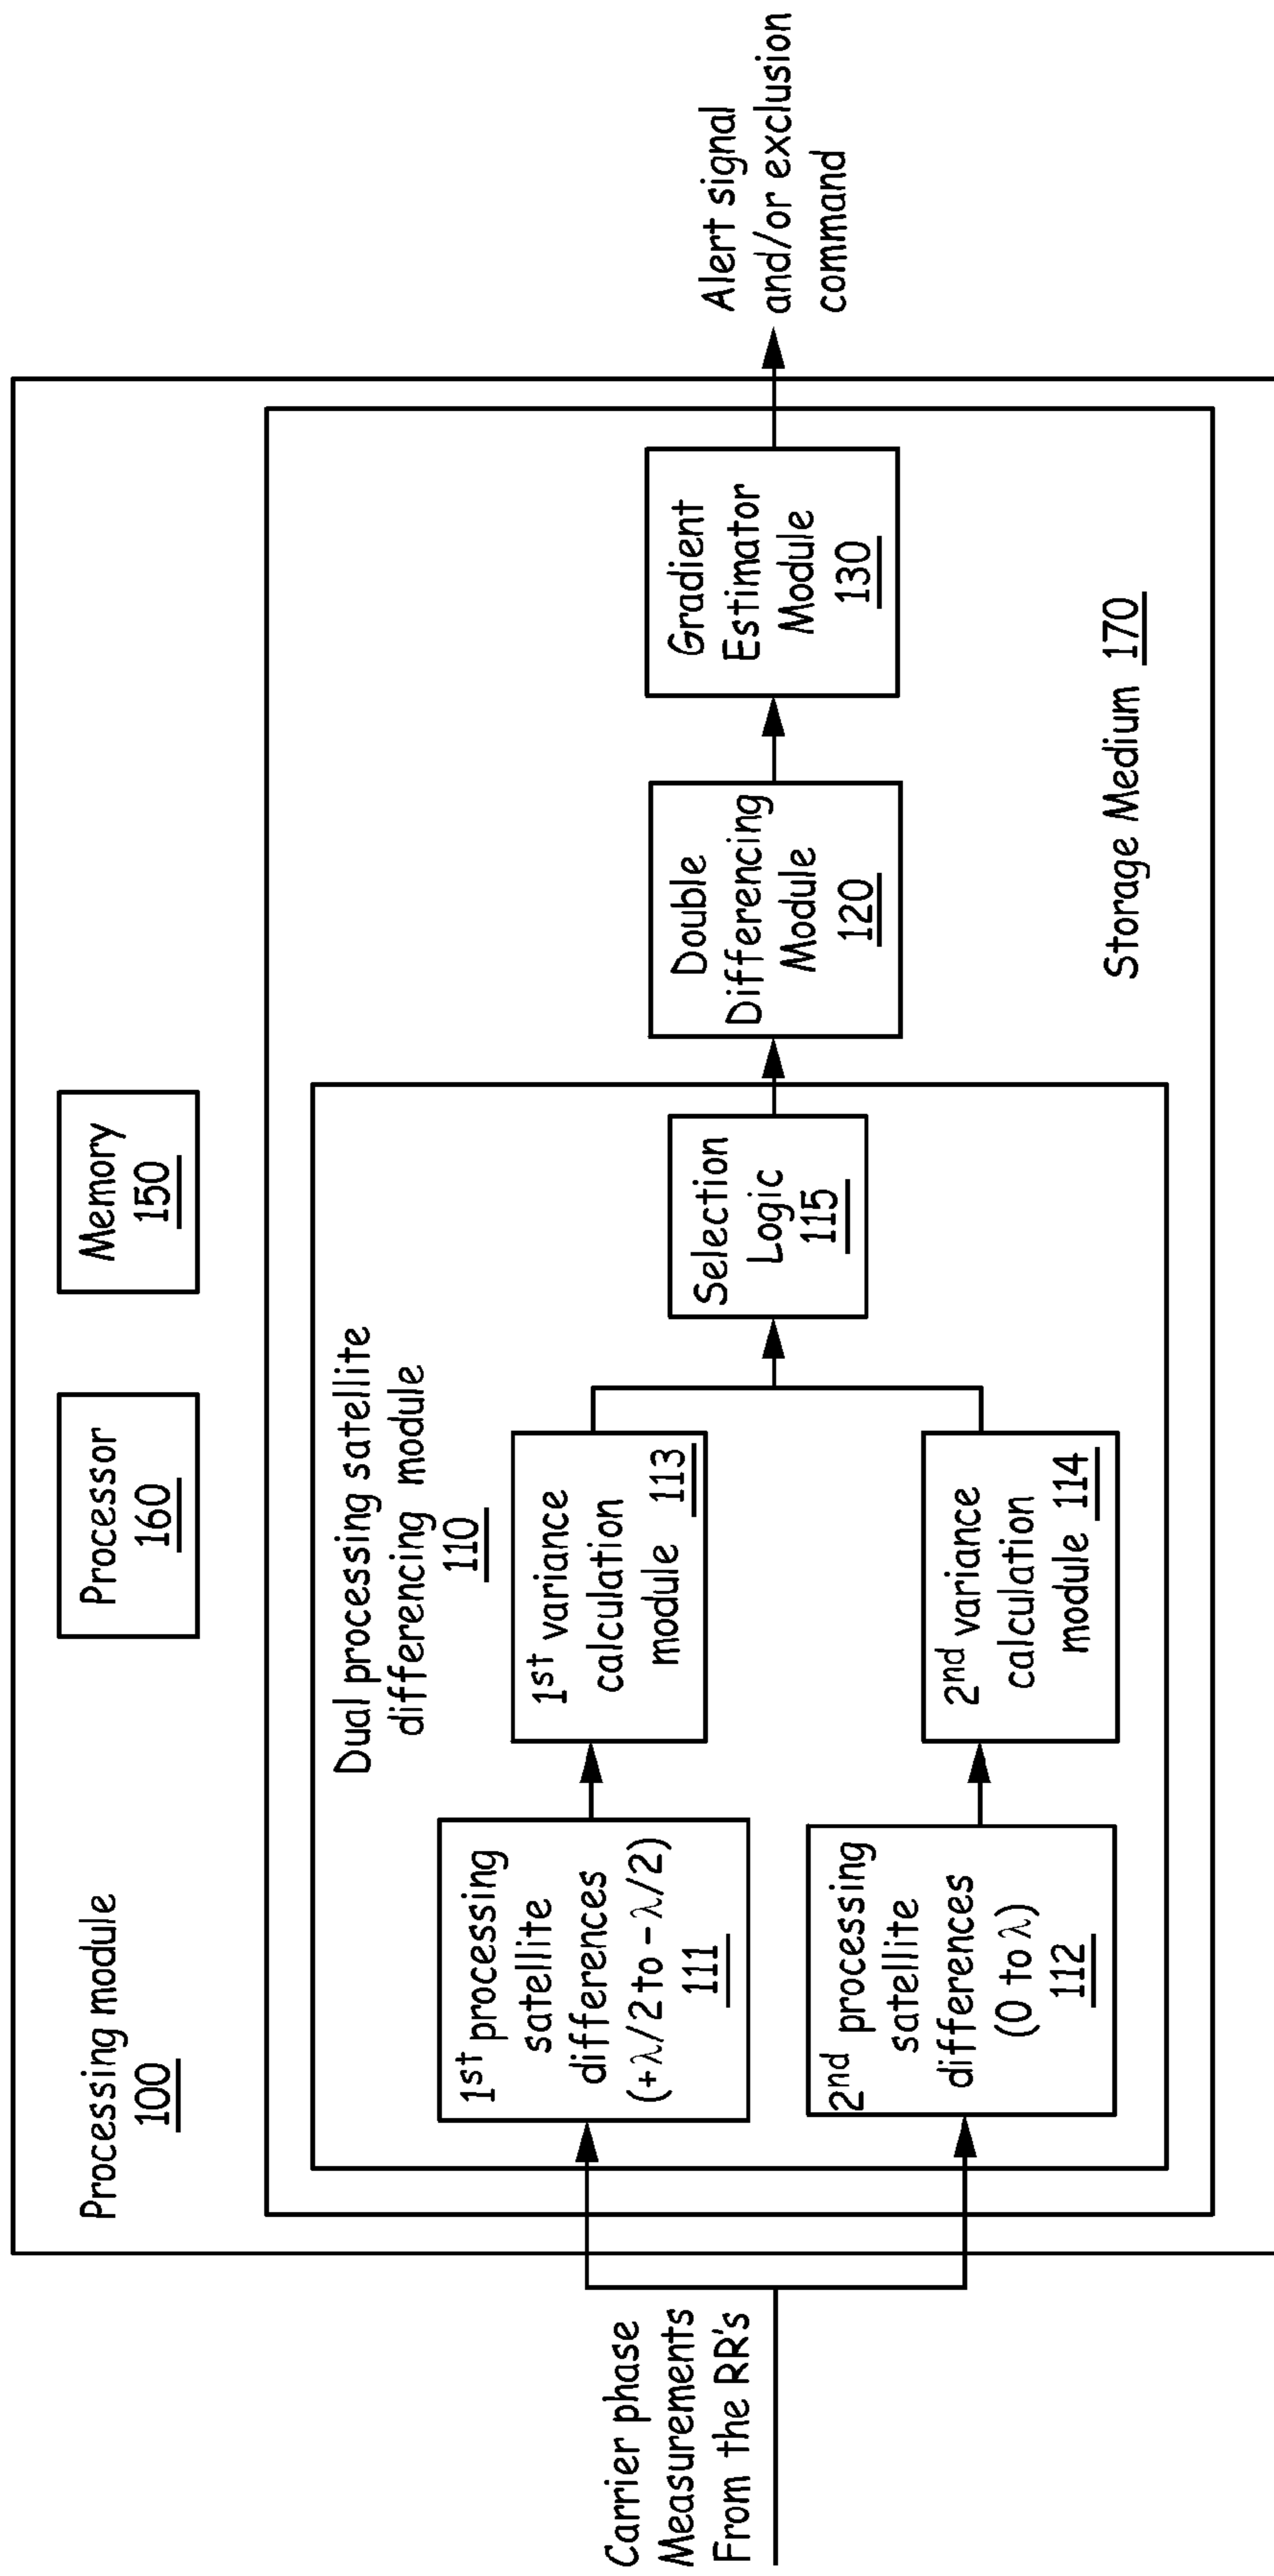 Processing module
100
Processor
160
Memory
150
Carrier phase
Measurements
From the RR's
Dual processing satellite
differencing module
110
1st processing
satellite
differences
(+λ/2 to -λ/2)
111
1st variance
calculation
module 113
2nd processing
satellite
differences
(0 to λ)
112
2nd variance
calculation
module 114
Selection
Logic
115
Double
Differencing
Module
120
Gradient
Estimator
Module
130
Storage Medium 170
Alert signal
and/or exclusion
command